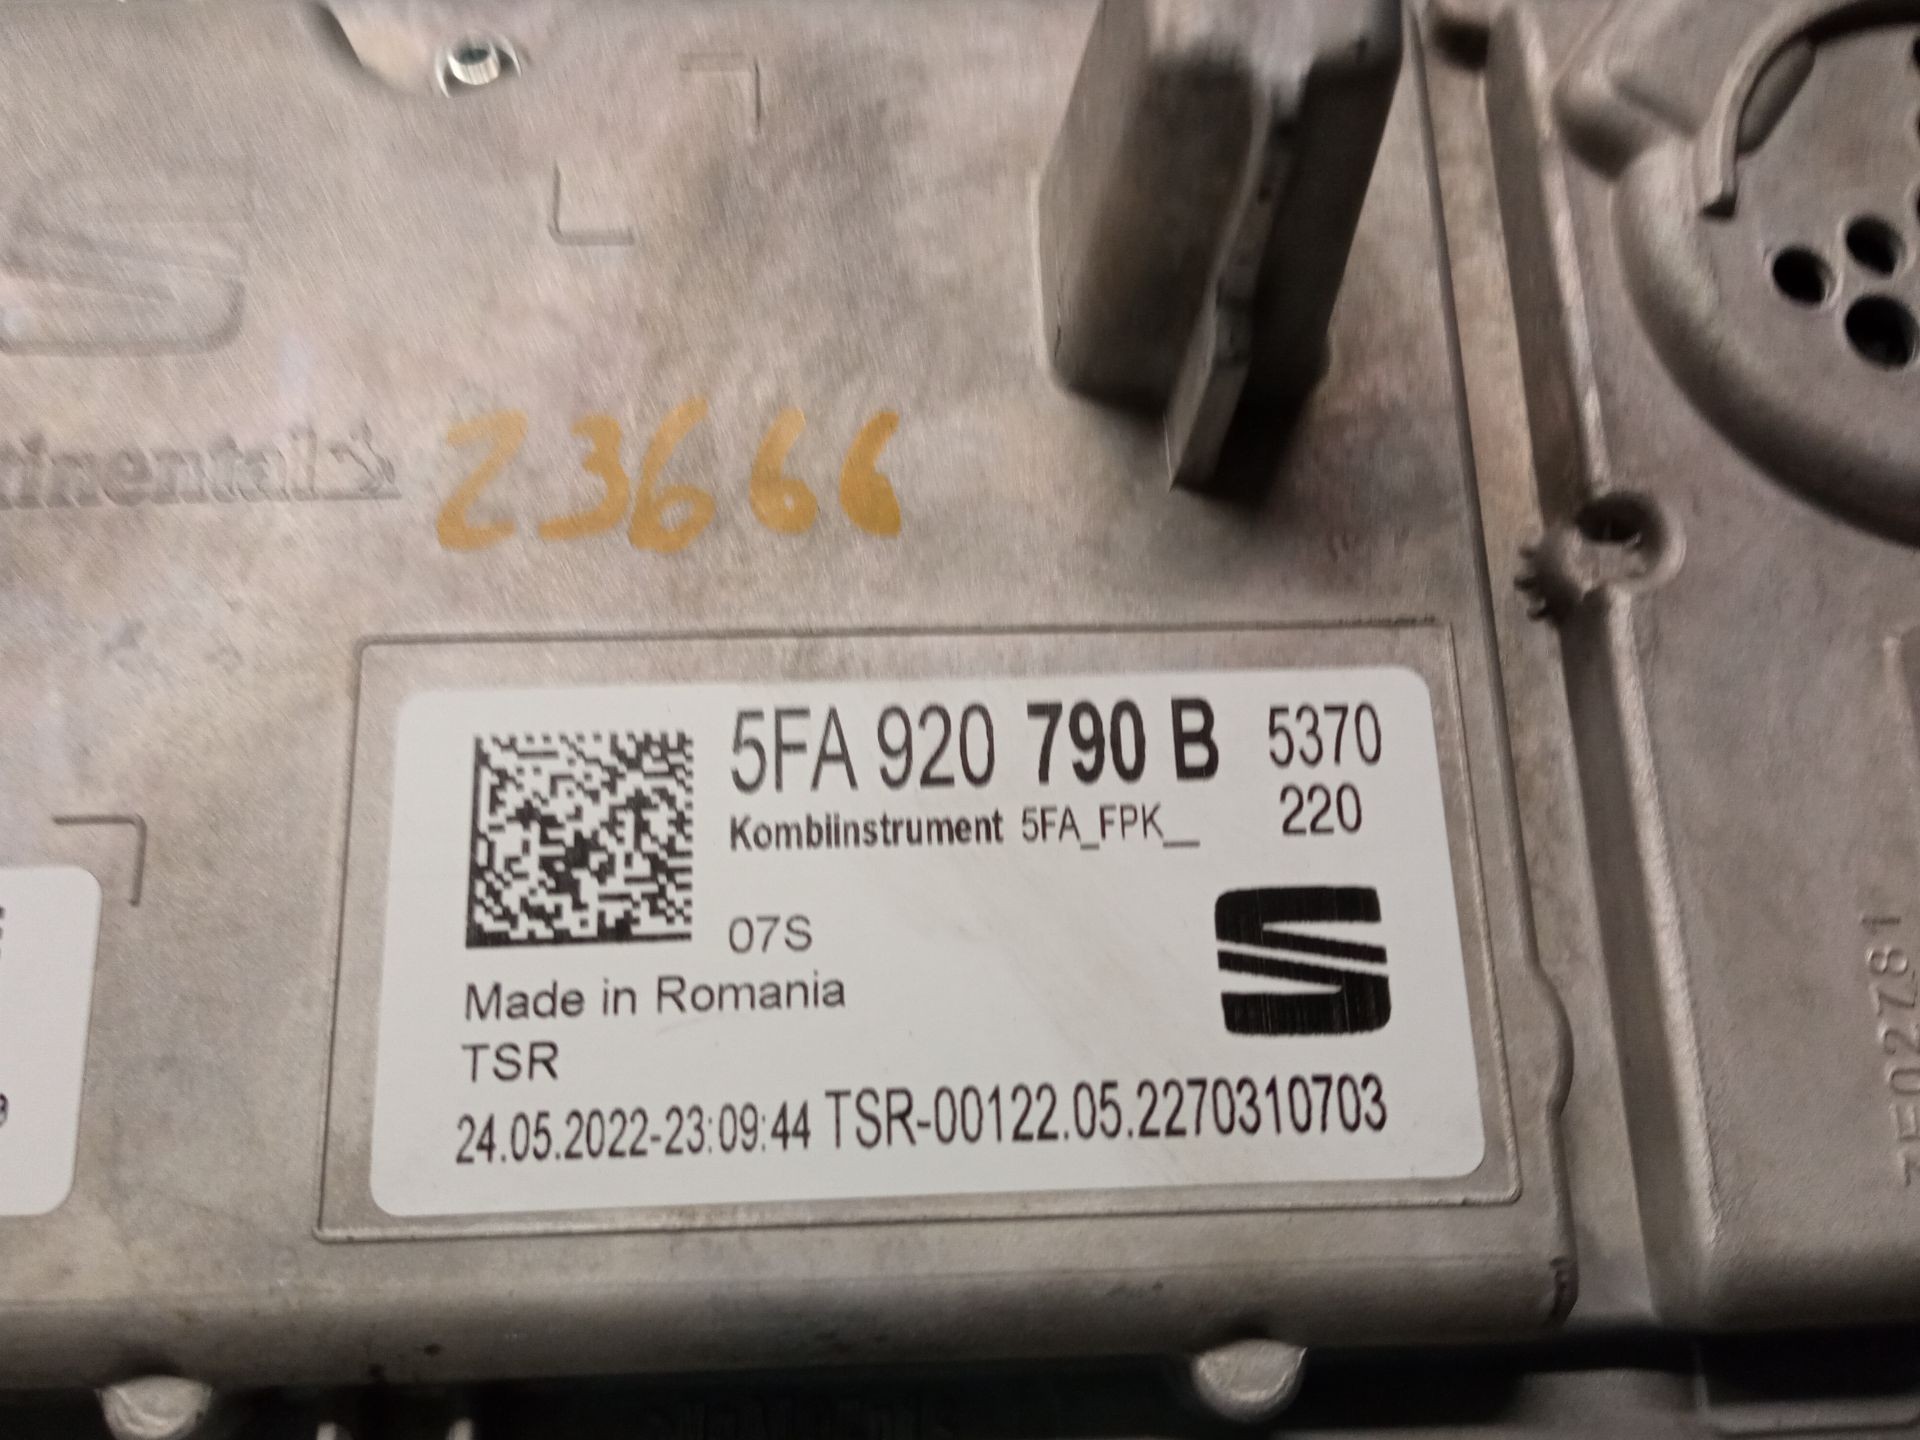 tinental
23666
5FA 920 790 B 5370
220
Kombiinstrument 5FA_FPK__
07S
Made in Romania
TSR
24.05.2022-23:09:44 TSR-00122.05.2270310703